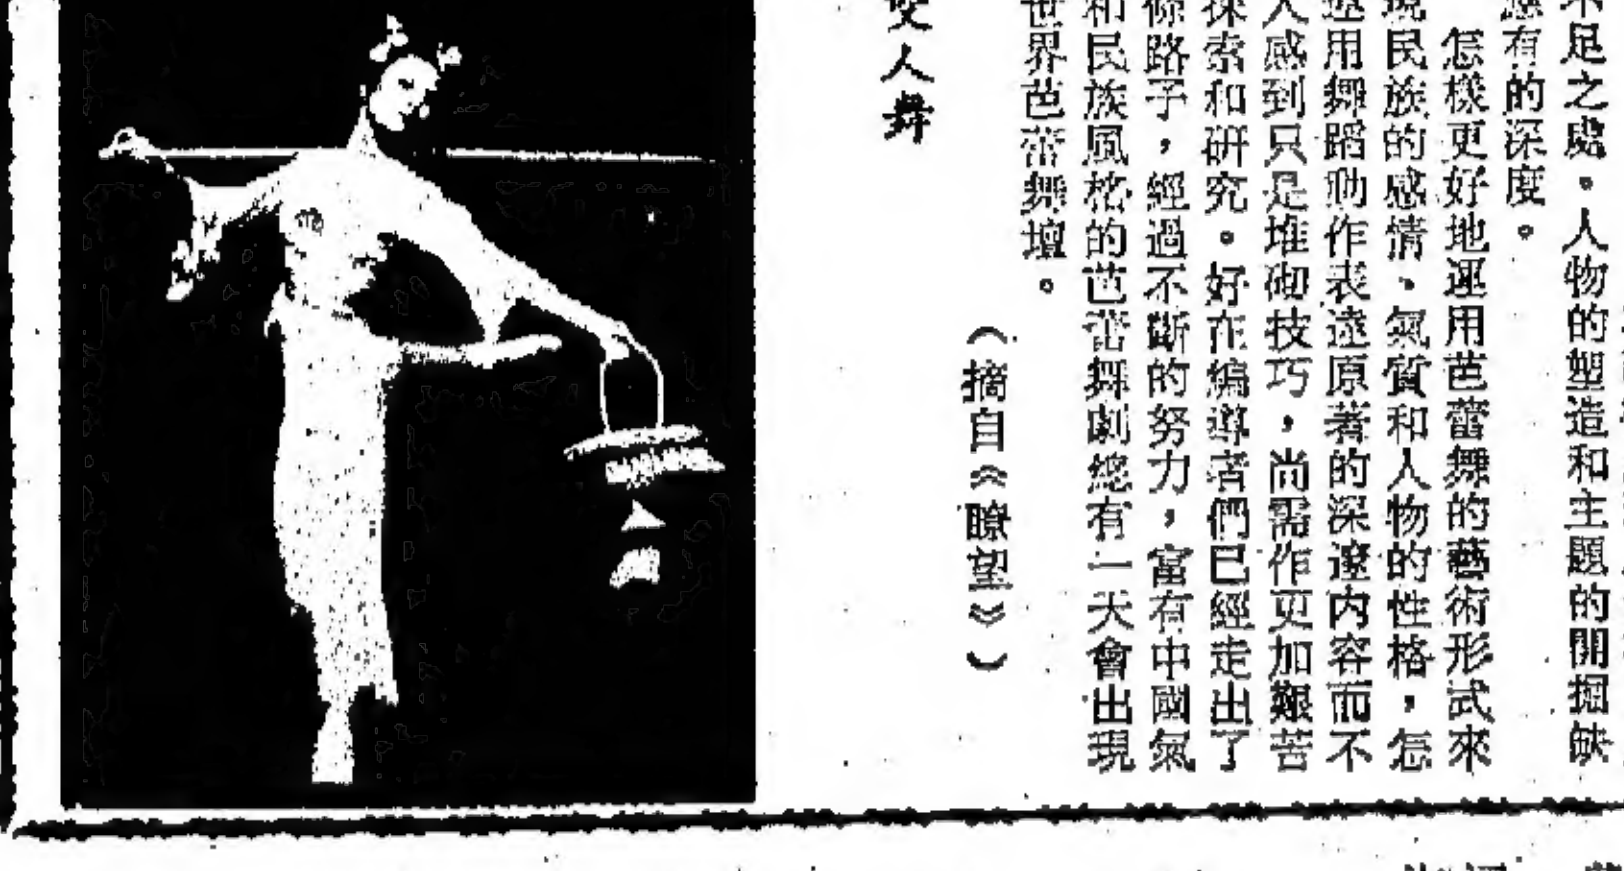 足之處。人物的塑造和主題的開掘缺
有的深度。
怎樣更好地運用芭蕾舞的藝術形式來
民族的感情、氣質和人物的性格，怎
用舞蹈動作表達原著的深邃內容而不
人感到只是堆砌技巧，尚需作更加艱苦
索和研究。好在編導者們已經走出了
路子，經過不斷的努力，富有中國氣
和民族風格的芭蕾舞劇總有一天會出現
世界芭蕾舞壇。
（摘自《瞭望》）
人舞